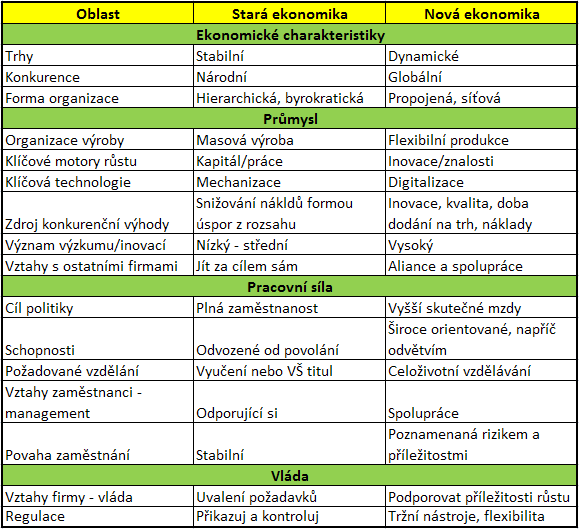 Oblast Stará ekonomika Nová ekonomika
Ekonomické charakteristiky
Trhy Stabilní Dynamické
Konkurence Národní Globální
Forma organizace Hierarchická, byrokratická Propojená, síťová
Průmysl
Organizace výroby Masová výroba Flexibilní produkce
Klíčové motory růstu Kapitál/práce Inovace/znalosti
Klíčová technologie Mechanizace Digitalizace
Zdroj konkurenční výhody Snižování nákldů formou
úspor z rozsahu Inovace, kvalita, doba
dodání na trh, náklady
Význam výzkumu/inovací Nízký - střední Vysoký
Vztahy s ostatními firmami Jít za cílem sám Aliance a spolupráce
Pracovní síla
Cíl politiky Plná zaměstnanost Vyšší skutečné mzdy
Schopnosti Odvozené od povolání Široce orientované, napříč
odvětvím
Požadované vzdělání Vyučení nebo VŠ titul Celoživotní vzdělávání
Vztahy zaměstnanci -
management Odporující si Spolupráce
Povaha zaměstnání Stabilní Poznamenaná rizikem a
příležitostmi
Vláda
Vztahy firmy - vláda Uvalení požadavků Podporovat příležitosti růstu
Regulace Přikazuj a kontroluj Tržní nástroje, flexibilita